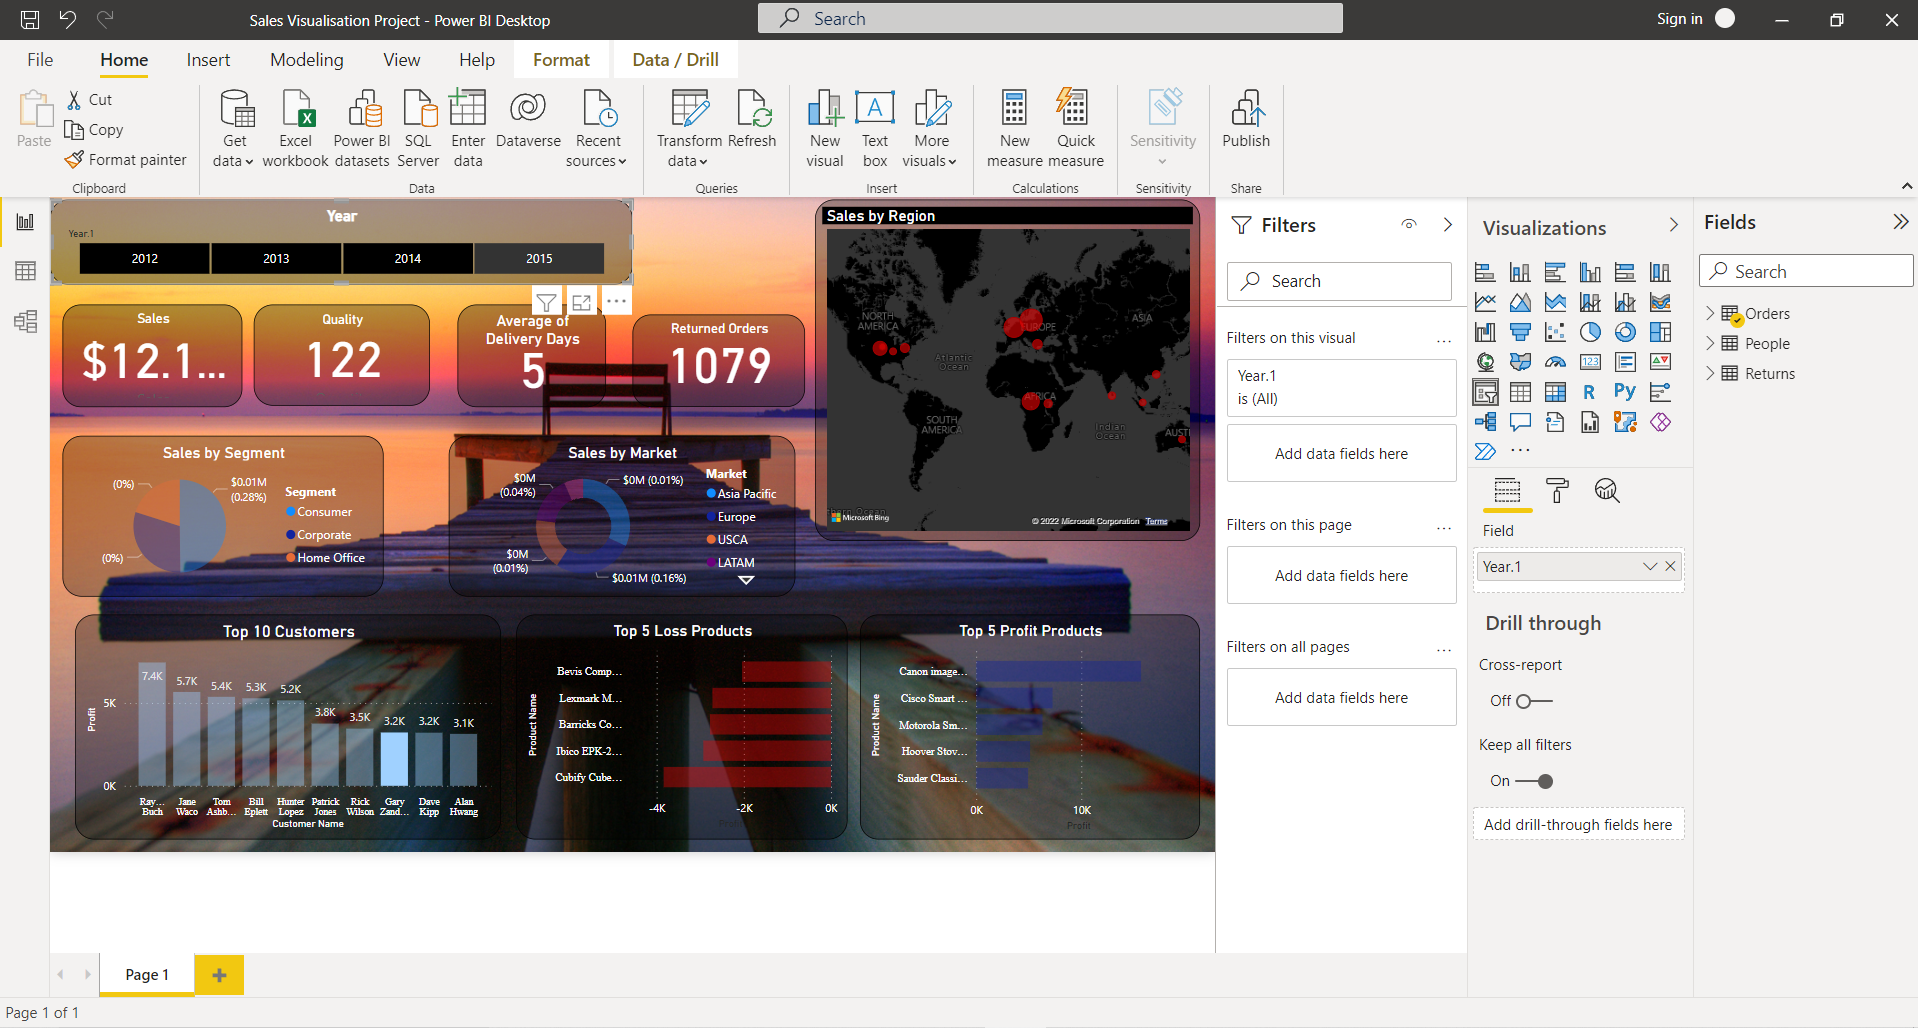 Sales Visualisation Project - Power BI Desktop
Search
Sign in
File
Home
Insert
Modeling
View
Help
Format
Data / Drill
Paste
Cut
Copy
Format painter
Clipboard
Get
data
Excel
workbook
Power BI
datasets
SQL
Server
Enter
data
Dataverse
Recent
sources
Data
Transform
data
Refresh
Queries
New
visual
Text
box
More
visuals
Insert
New
measure
Quick
measure
Calculations
Sensitivity
Sensitivity
Publish
Share
Year
Year.1
2012
2013
2014
2015
Sales
$12.1...
Quality
122
Average of
Delivery Days
5
Returned Orders
1079
Sales by Region
NORTH
AMERICA
EUROPE
ASIA
Atlantic
Ocean
AFRICA
SOUTH
AMERICA
Indian
Ocean
AUST
Microsoft Bing
© 2022 Microsoft Corporation Terms
Sales by Segment
(0%)
$0.01M
(0.28%)
(0%)
Segment
Consumer
Corporate
Home Office
Sales by Market
$0M
(0.04%)
$0M (0.01%)
$0M
(0.01%)
$0.01M (0.16%)
Market
Asia Pacific
Europe
USCA
LATAM
Top 10 Customers
Profit
5K
0K
7.4K
5.7K
5.4K
5.3K
5.2K
3.8K
3.5K
3.2K
3.2K
3.1K
Ray... Buch
Jane Waco
Tom Ashb...
Bill Eplett
Hunter Lopez
Patrick Jones
Rick Wilson
Gary Zand...
Dave Kipp
Alan Hwang
Customer Name
Top 5 Loss Products
Product Name
Bevis Comp...
Lexmark M...
Barricks Co...
Ibico EPK-2...
Cubify Cube...
-4K
-2K
0K
Profit
Top 5 Profit Products
Product Name
Canon image...
Cisco Smart ...
Motorola Sm...
Hoover Stov...
Sauder Classi...
0K
10K
Profit
Filters
Search
Filters on this visual
...
Year.1
is (All)
Add data fields here
Filters on this page
...
Add data fields here
Filters on all pages
...
Add data fields here
Visualizations
123
R
Py
...
Field
Year.1
Drill through
Cross-report
Off
Keep all filters
On
Add drill-through fields here
Fields
Search
Orders
People
Returns
Page 1
Page 1 of 1